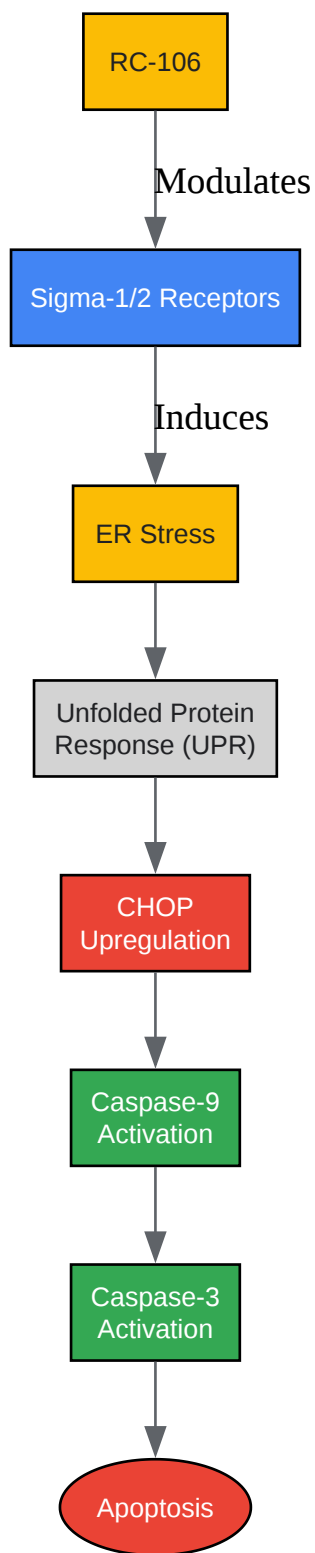 RC-106
Modulates
Sigma-1/2 Receptors
Induces
ER Stress
Unfolded Protein
Response (UPR)
CHOP
Upregulation
Caspase-9
Activation
Caspase-3
Activation
Apoptosis